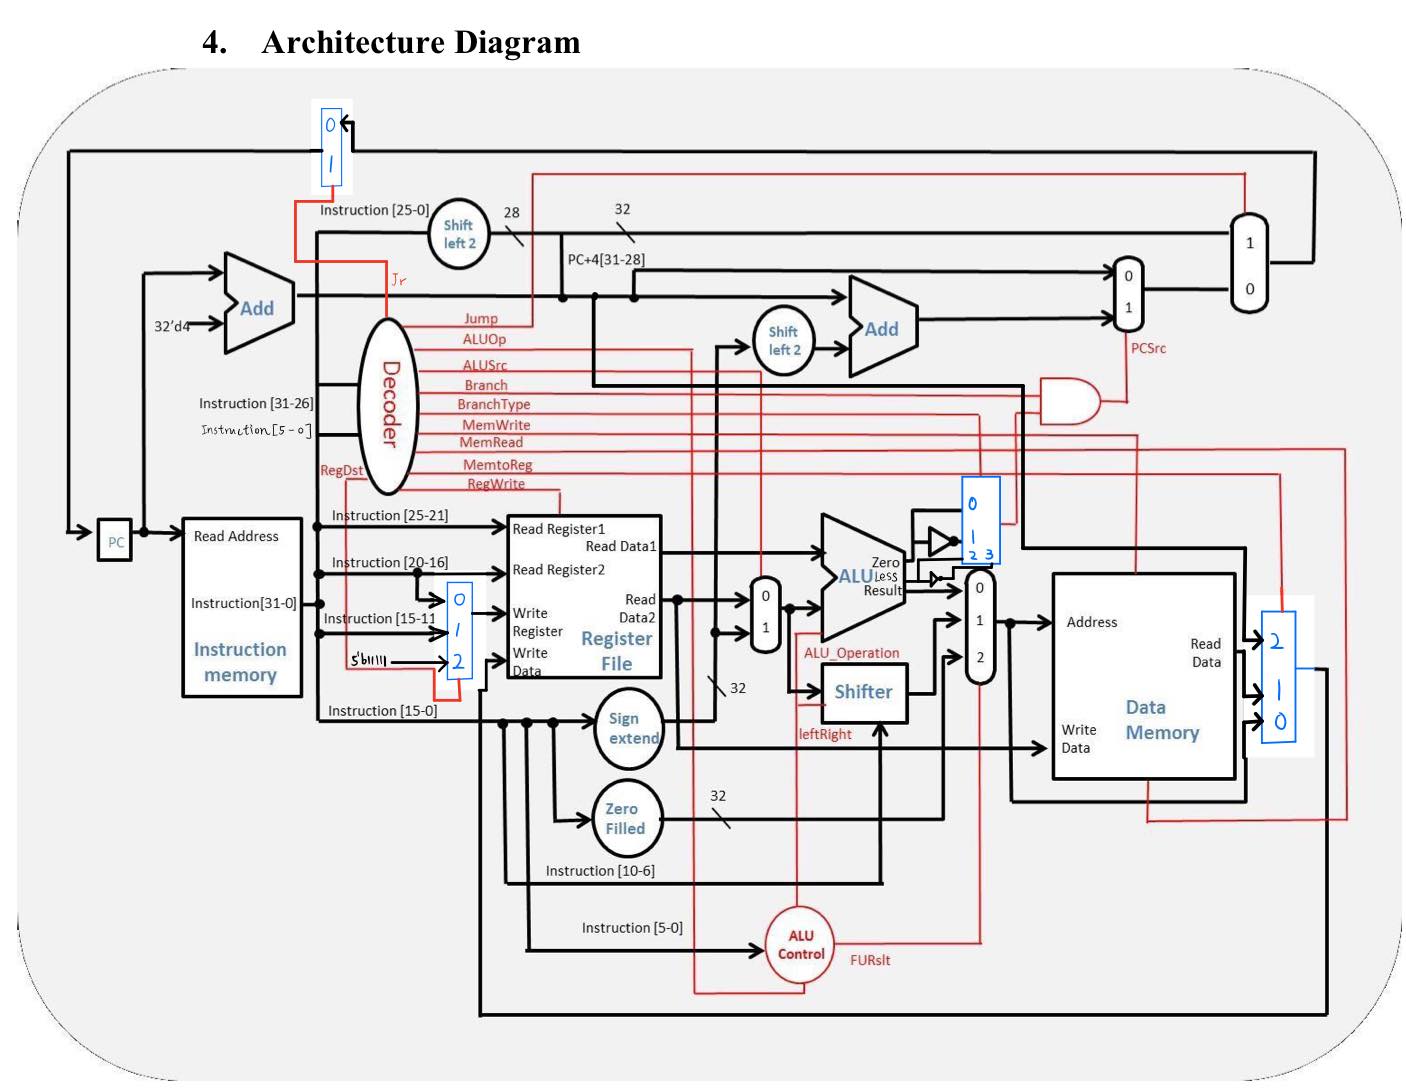 4. Architecture Diagram
0
1
Instruction [25-0]
Shift
left 2
28
32
1
0
PC+4[31-28]
Jr
0
1
Add
32'd4
Jump
ALUOp
ALUSrc
Branch
BranchType
MemWrite
MemRead
MemtoReg
RegWrite
RegDst
Decoder
Shift
left 2
Add
PCSrc
Instruction [31-26]
Instruction [5-0]
PC
Read Address
Instruction[31-0]
Instruction
memory
Instruction [25-21]
Instruction [20-16]
Instruction [15-11
5'b11111
0
1
2
Read Register1
Read Data1
Read Register2
Read
Data2
Write
Register
Write
Data
Register
File
0
1
ALU
Zero
Less
Result
0
1
2 3
0
1
2
ALU_Operation
Shifter
leftRight
Address
Read
Data
Write
Data
Data
Memory
2
1
0
Instruction [15-0]
Sign
extend
32
Zero
Filled
32
Instruction [10-6]
Instruction [5-0]
ALU
Control
FURslt